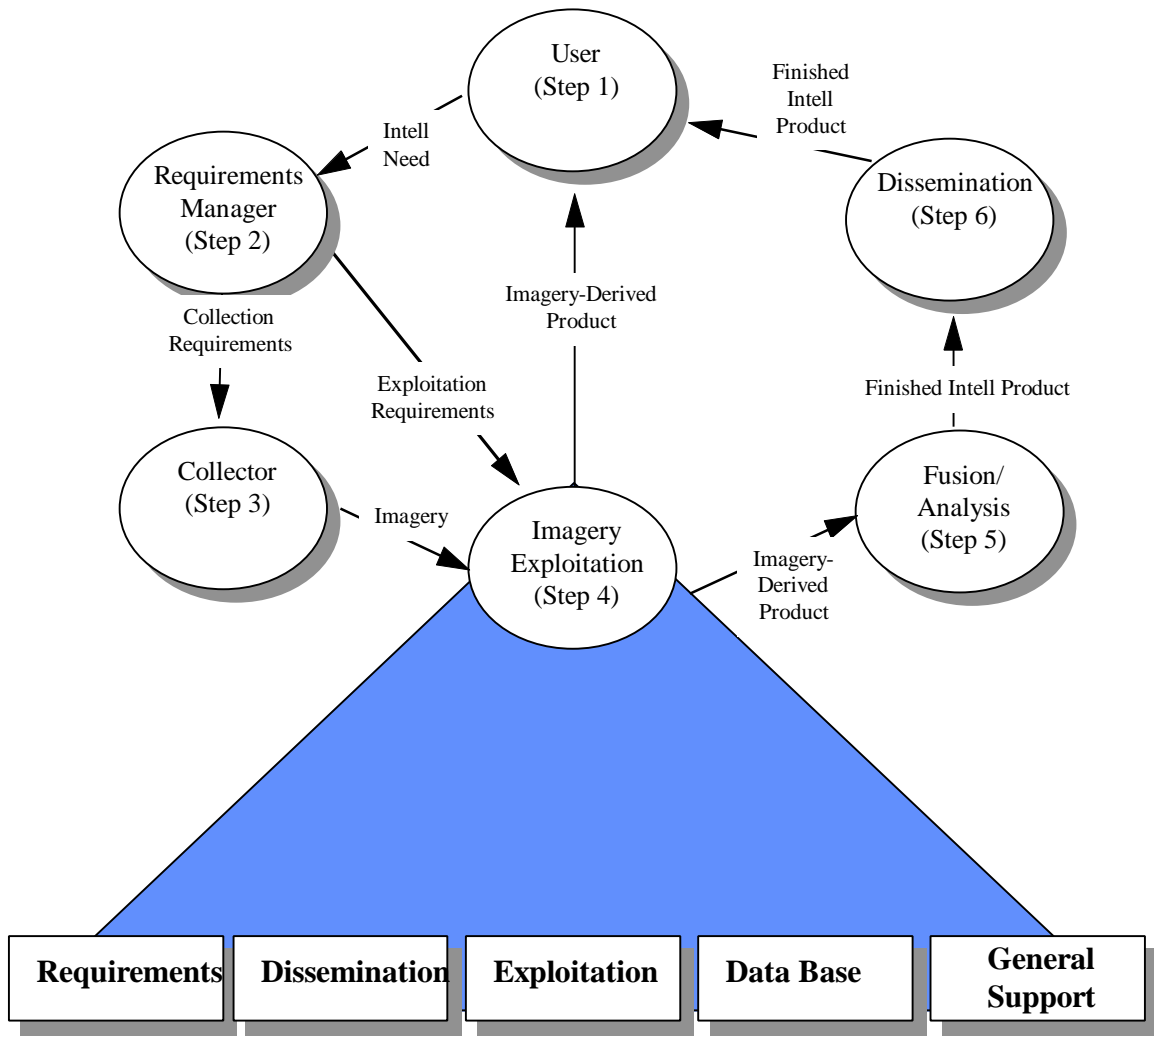 User
(Step 1)
Finished
Intell
Product
Intell
Need
Requirements
Manager
(Step 2)
Dissemination
(Step 6)
Imagery-Derived
Product
Collection
Requirements
Exploitation
Requirements
Finished Intell Product
Collector
(Step 3)
Imagery
Imagery
Exploitation
(Step 4)
Fusion/
Analysis
(Step 5)
Imagery-
Derived
Product
Requirements
Dissemination
Exploitation
Data Base
General
Support